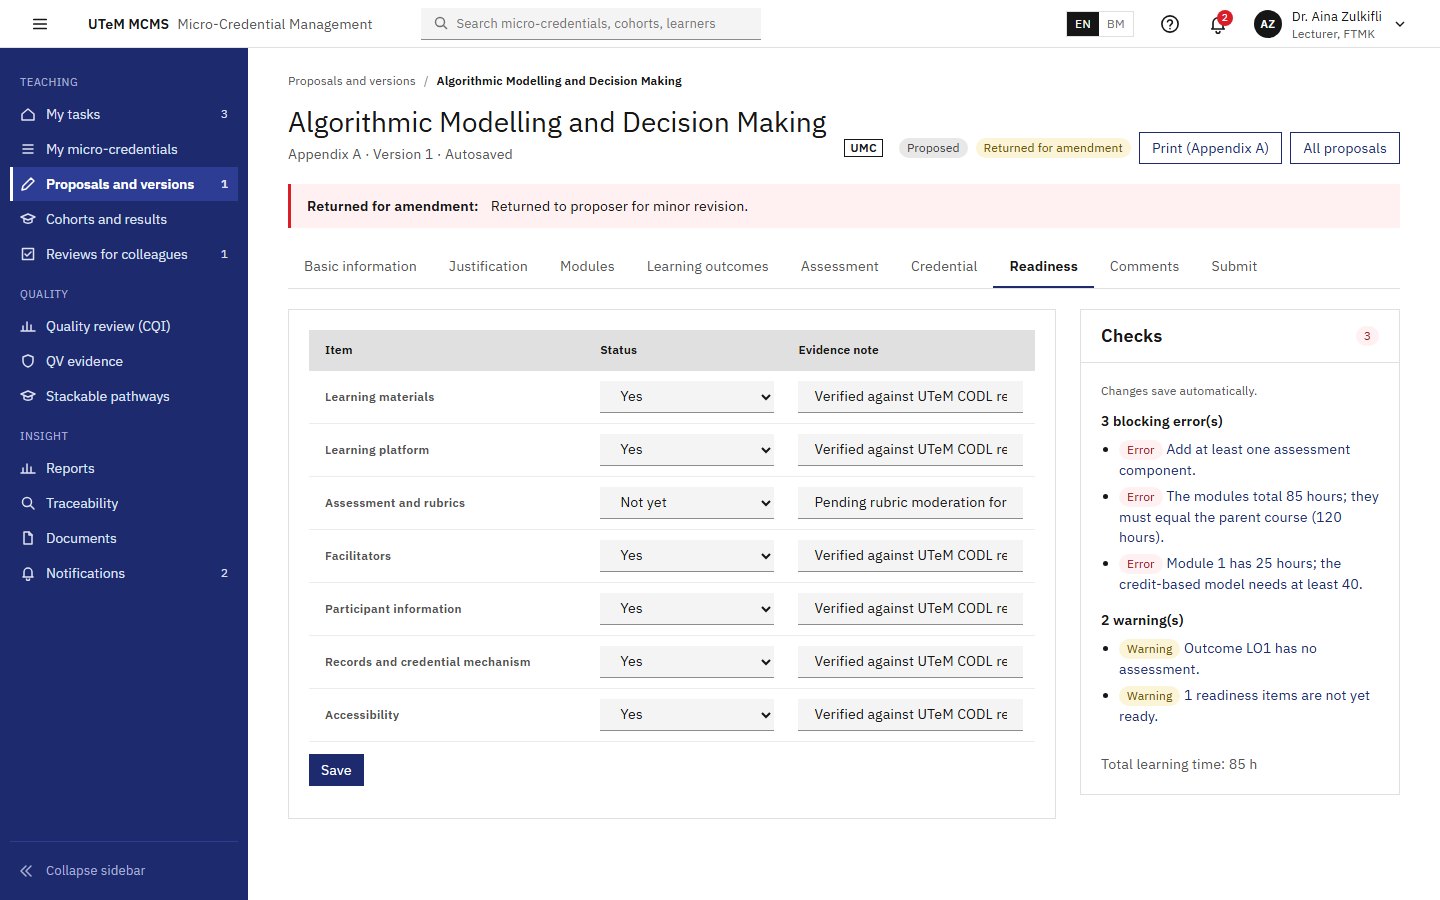 UTeM MCMS Micro-Credential Management
Search micro-credentials, cohorts, learners
EN BM
2
AZ
Dr. Aina Zulkifli
Lecturer, FTMK
TEACHING
My tasks 3
My micro-credentials
Proposals and versions 1
Cohorts and results
Reviews for colleagues 1
QUALITY
Quality review (CQI)
QV evidence
Stackable pathways
INSIGHT
Reports
Traceability
Documents
Notifications 2
Collapse sidebar
Proposals and versions / Algorithmic Modelling and Decision Making
Algorithmic Modelling and Decision Making
Appendix A · Version 1 · Autosaved
UMC Proposed Returned for amendment Print (Appendix A) All proposals
Returned for amendment: Returned to proposer for minor revision.
Basic information Justification Modules Learning outcomes Assessment Credential Readiness Comments Submit
Item Status Evidence note
Learning materials Yes Verified against UTeM CODL re
Learning platform Yes Verified against UTeM CODL re
Assessment and rubrics Not yet Pending rubric moderation for
Facilitators Yes Verified against UTeM CODL re
Participant information Yes Verified against UTeM CODL re
Records and credential mechanism Yes Verified against UTeM CODL re
Accessibility Yes Verified against UTeM CODL re
Save
Checks 3
Changes save automatically.
3 blocking error(s)
Error Add at least one assessment
component.
Error The modules total 85 hours; they
must equal the parent course (120
hours).
Error Module 1 has 25 hours; the
credit-based model needs at least 40.
2 warning(s)
Warning Outcome LO1 has no
assessment.
Warning 1 readiness items are not yet
ready.
Total learning time: 85 h